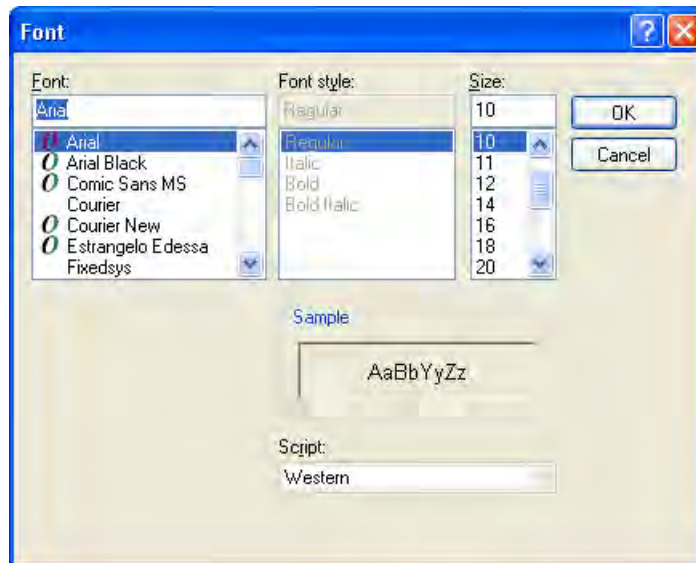 Font
Font:
Arial
Arial
Arial Black
Comic Sans MS
Courier
Courier New
Estrangelo Edessa
Fixedsys
Font style:
Regular
Regular
Italic
Bold
Bold Italic
Size:
10
10
11
12
14
16
18
20
OK
Cancel
Sample
AaBbYyZz
Script:
Western